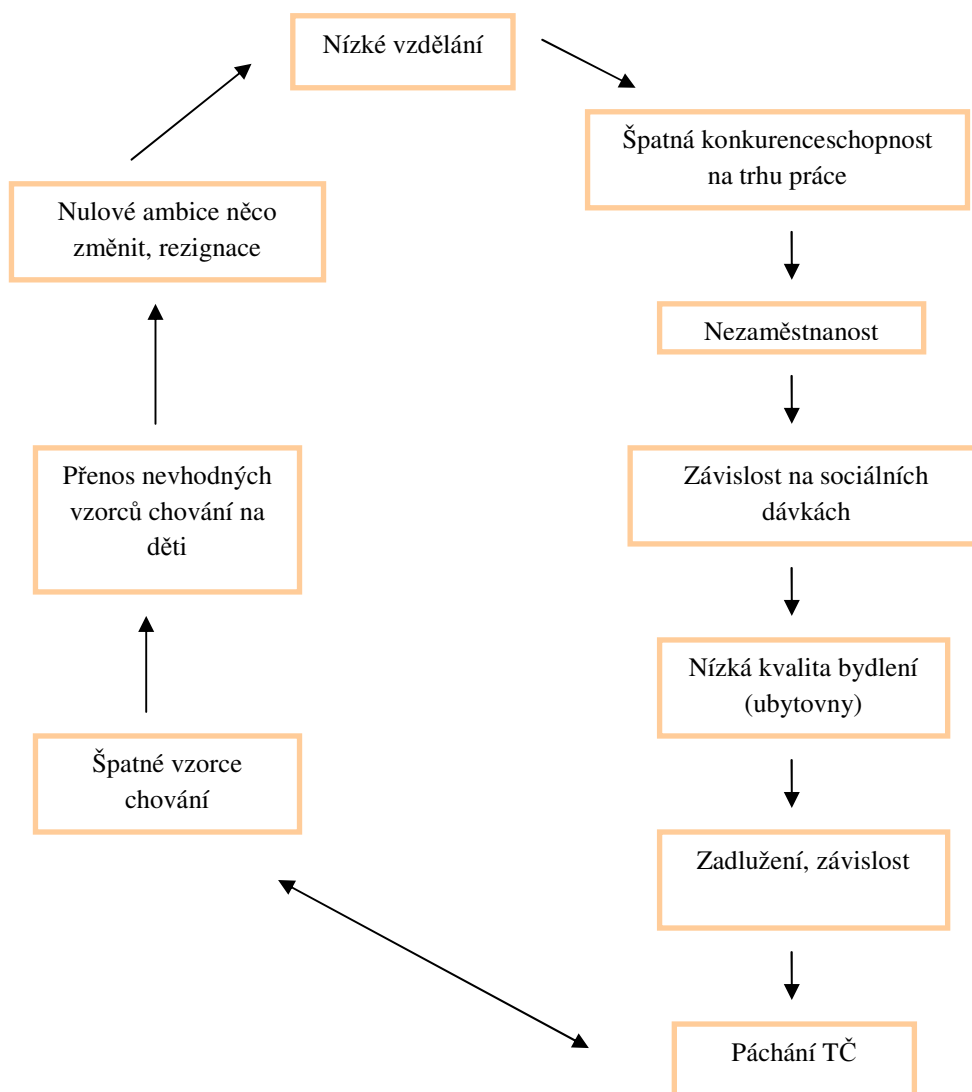 Nízké vzdělání
Špatná konkurenceschopnost
na trhu práce
Nezaměstnanost
Závislost na sociálních
dávkách
Nízká kvalita bydlení
(ubytovny)
Zadlužení, závislost
Páchání TČ
Špatné vzorce
chování
Přenos nevhodných
vzorců chování na
děti
Nulové ambice něco
změnit, rezignace